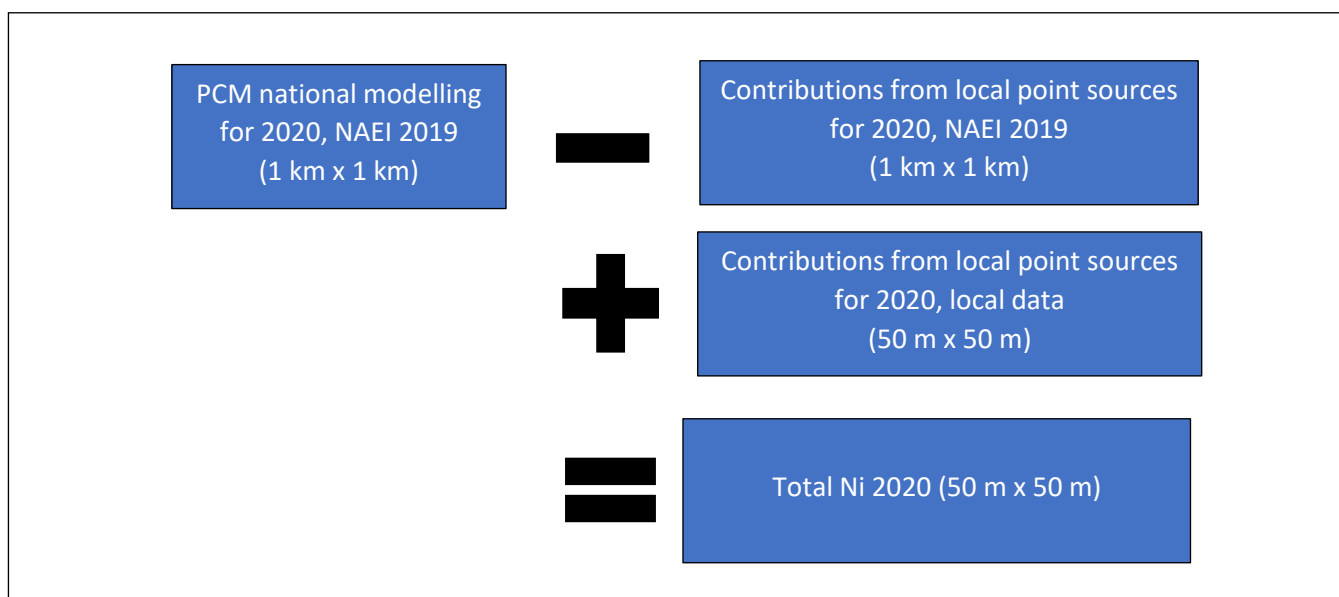 PCM national modelling
for 2020, NAEI 2019
(1 km x 1 km)
Contributions from local point sources
for 2020, NAEI 2019
(1 km x 1 km)
Contributions from local point sources
for 2020, local data
(50 m x 50 m)
Total Ni 2020 (50 m x 50 m)